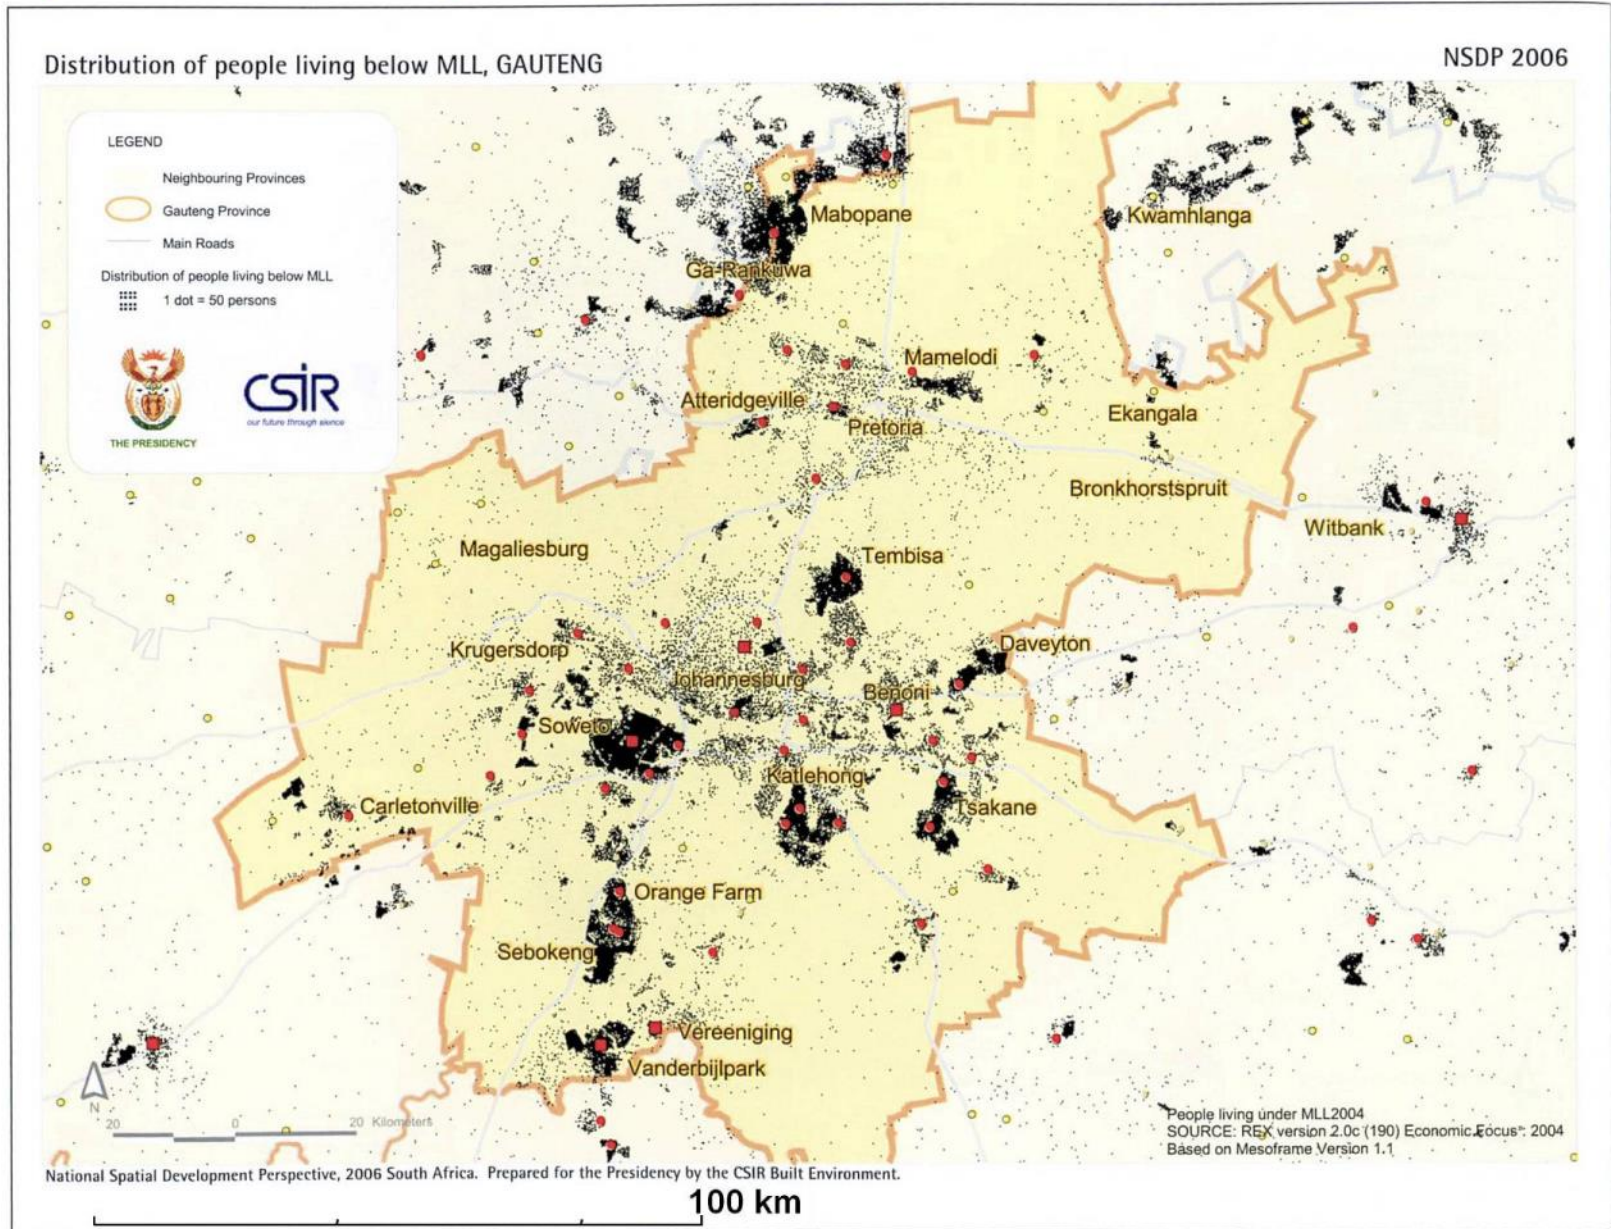 Distribution of people living below MLL, GAUTENG
NSDP 2006
LEGEND
Neighbouring Provinces
Gauteng Province
Main Roads
Distribution of people living below MLL
1 dot = 50 persons
THE PRESIDENCY
CSIR
our future through science
Mabopane
Kwamhlanga
Ga-Rankuwa
Mamelodi
Atteridgeville
Ekangala
Pretoria
Bronkhorstspruit
Witbank
Magaliesburg
Tembisa
Krugersdorp
Daveyton
Johannesburg
Benoni
Soweto
Katlehong
Carletonville
Tsakane
Orange Farm
Sebokeng
Vereeniging
Vanderbijlpark
N
20 0 20 Kilometers
People living under MLL2004
SOURCE: REX version 2.0c (190) Economic Focus: 2004
Based on Mesoframe Version 1.1
National Spatial Development Perspective, 2006 South Africa. Prepared for the Presidency by the CSIR Built Environment.
100 km